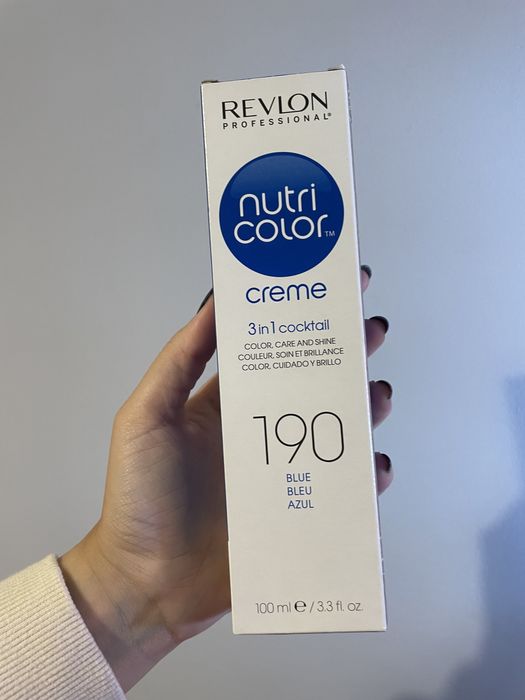 REVLON
PROFESSIONAL®
nutri
color™
creme
3 in 1 cocktail
COLOR, CARE AND SHINE
COULEUR, SOIN ET BRILLANCE
COLOR, CUIDADO Y BRILLO
190
BLUE
BLEU
AZUL
100 ml ℮ / 3.3 fl. oz.